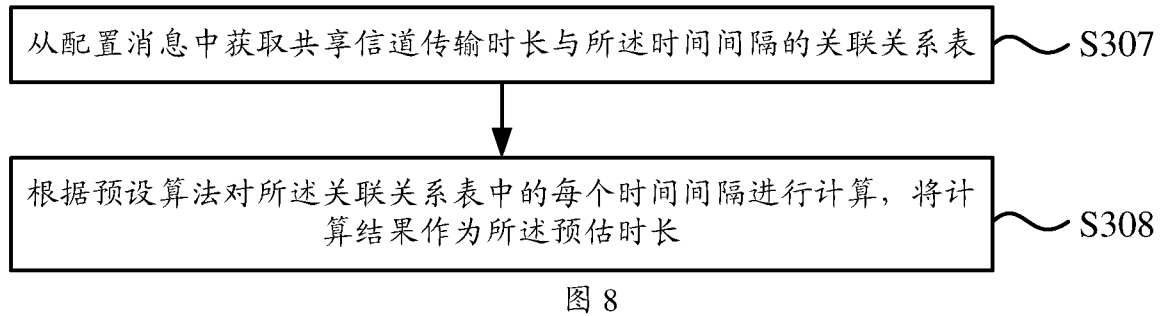 从配置消息中获取共享信道传输时长与所述时间间隔的关联关系表
S307
根据预设算法对所述关联关系表中的每个时间间隔进行计算，将计
算结果作为所述预估时长
S308
图 8